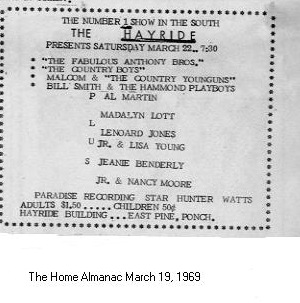 THE NUMBER 1 SHOW IN THE SOUTH
THE HAYRIDE
PRESENTS SATURDAY MARCH 22., 7:30
"THE FABULOUS ANTHONY BROS."
"THE COUNTRY BOYS"
MALCOM & "THE COUNTRY YOUNGUNS"
BILL SMITH & THE HAMMOND PLAYBOYS
P AL MARTIN
MADALYN LOTT
L
LENOARD JONES
U JR. & LISA YOUNG
S JEANIE BENDERLY
JR. & NANCY MOORE
PARADISE RECORDING STAR HUNTER WATTS
ADULTS $1.50.....CHILDREN 50¢
HAYRIDE BUILDING...EAST PINE, PONCH.
The Home Almanac March 19, 1969